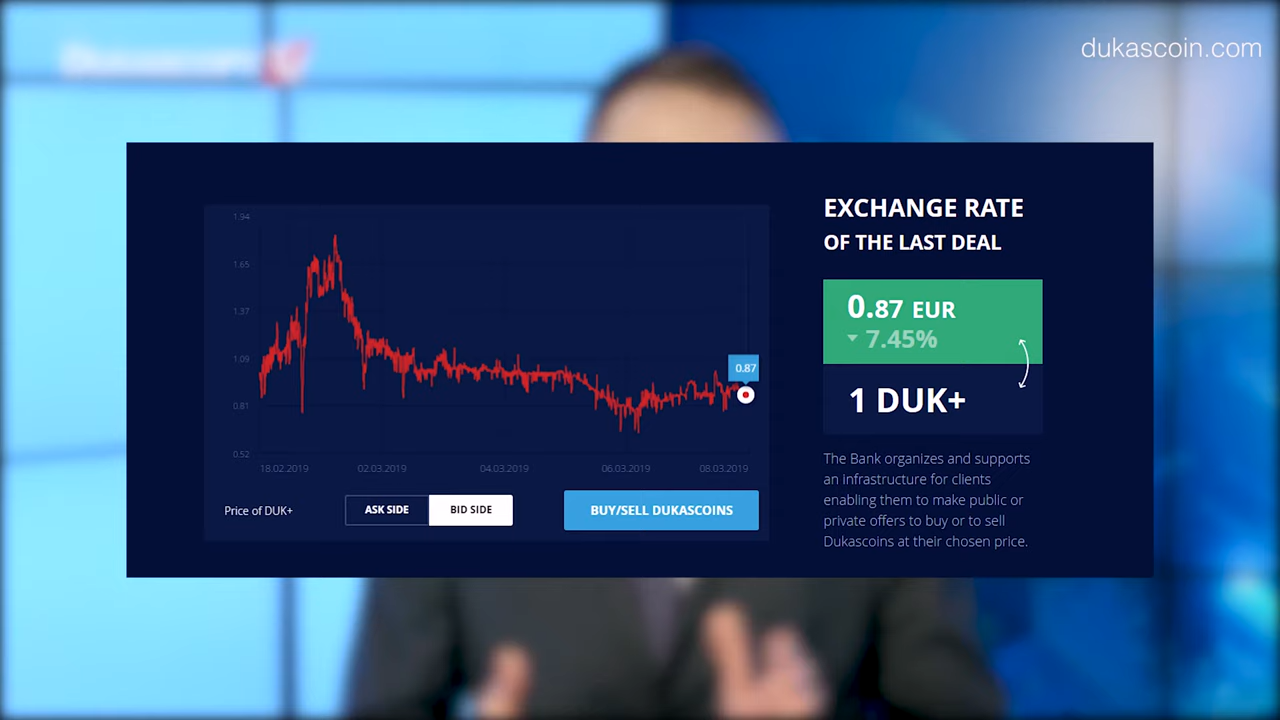 dukascoin.com
1.94
1.65
1.37
1.09
0.81
0.52
0.87
18.02.2019 02.03.2019 04.03.2019 06.03.2019 08.03.2019
Price of DUK+ ASK SIDE BID SIDE BUY/SELL DUKASCOINS
EXCHANGE RATE
OF THE LAST DEAL
0.87 EUR
7.45%
1 DUK+
The Bank organizes and supports
an infrastructure for clients
enabling them to make public or
private offers to buy or to sell
Dukascoins at their chosen price.